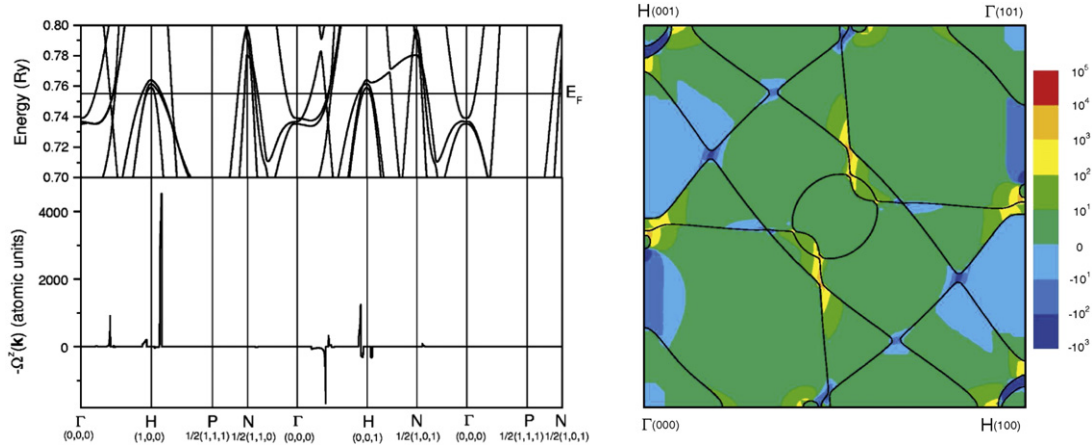 Energy (Ry)
0.80
0.78
0.76
0.74
0.72
0.70
E_F
-Ω^z(k) (atomic units)
4000
2000
0
Γ H P N Γ H N Γ P N
(0,0,0) (1,0,0) 1/2(1,1,1) 1/2(1,1,0) (0,0,0) (0,0,1) 1/2(1,0,1) (0,0,0) 1/2(1,1,1) 1/2(1,0,1)
H(001) Γ(101)
Γ(000) H(100)
10^5
10^4
10^3
10^2
10^1
0
-10^1
-10^2
-10^3